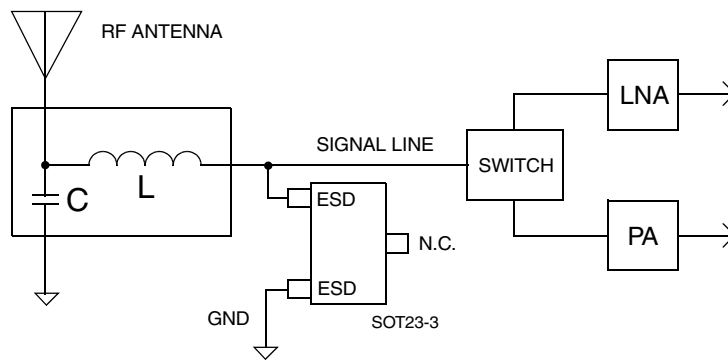 RF ANTENNA
LNA
SIGNAL LINE
SWITCH
C
L
ESD
N.C.
PA
ESD
GND
SOT23-3